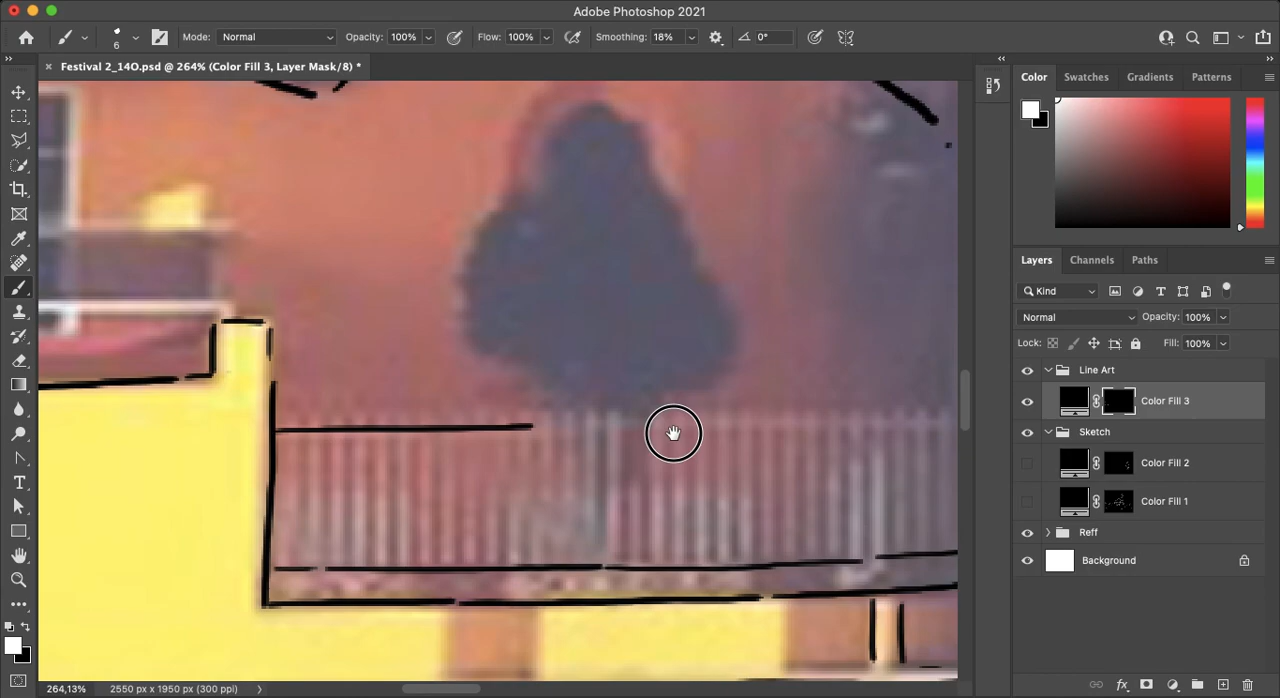 Adobe Photoshop 2021
6 Mode: Normal Opacity: 100% Flow: 100% Smoothing: 18% 0°
× Festival 2_14O.psd @ 264% (Color Fill 3, Layer Mask/8) *
Color Swatches Gradients Patterns
Layers Channels Paths
Kind
Normal Opacity: 100%
Lock: Fill: 100%
Line Art
Color Fill 3
Sketch
Color Fill 2
Color Fill 1
Reff
Background
264,13% 2550 px x 1950 px (300 ppi)